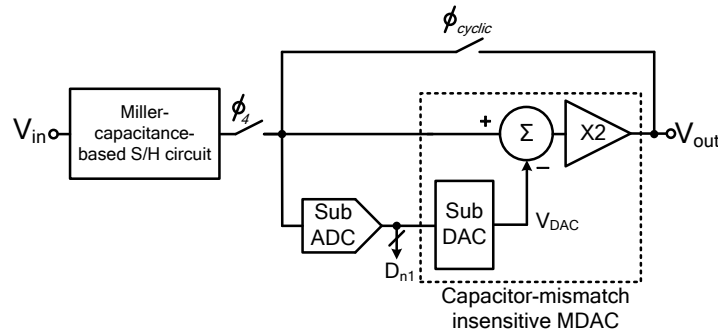 ϕcyclic
Miller-
capacitance-
based S/H circuit
ϕ4
Vin
+
Σ
X2
Vout
−
Sub
ADC
Sub
DAC
VDAC
Dn1
Capacitor-mismatch
insensitive MDAC